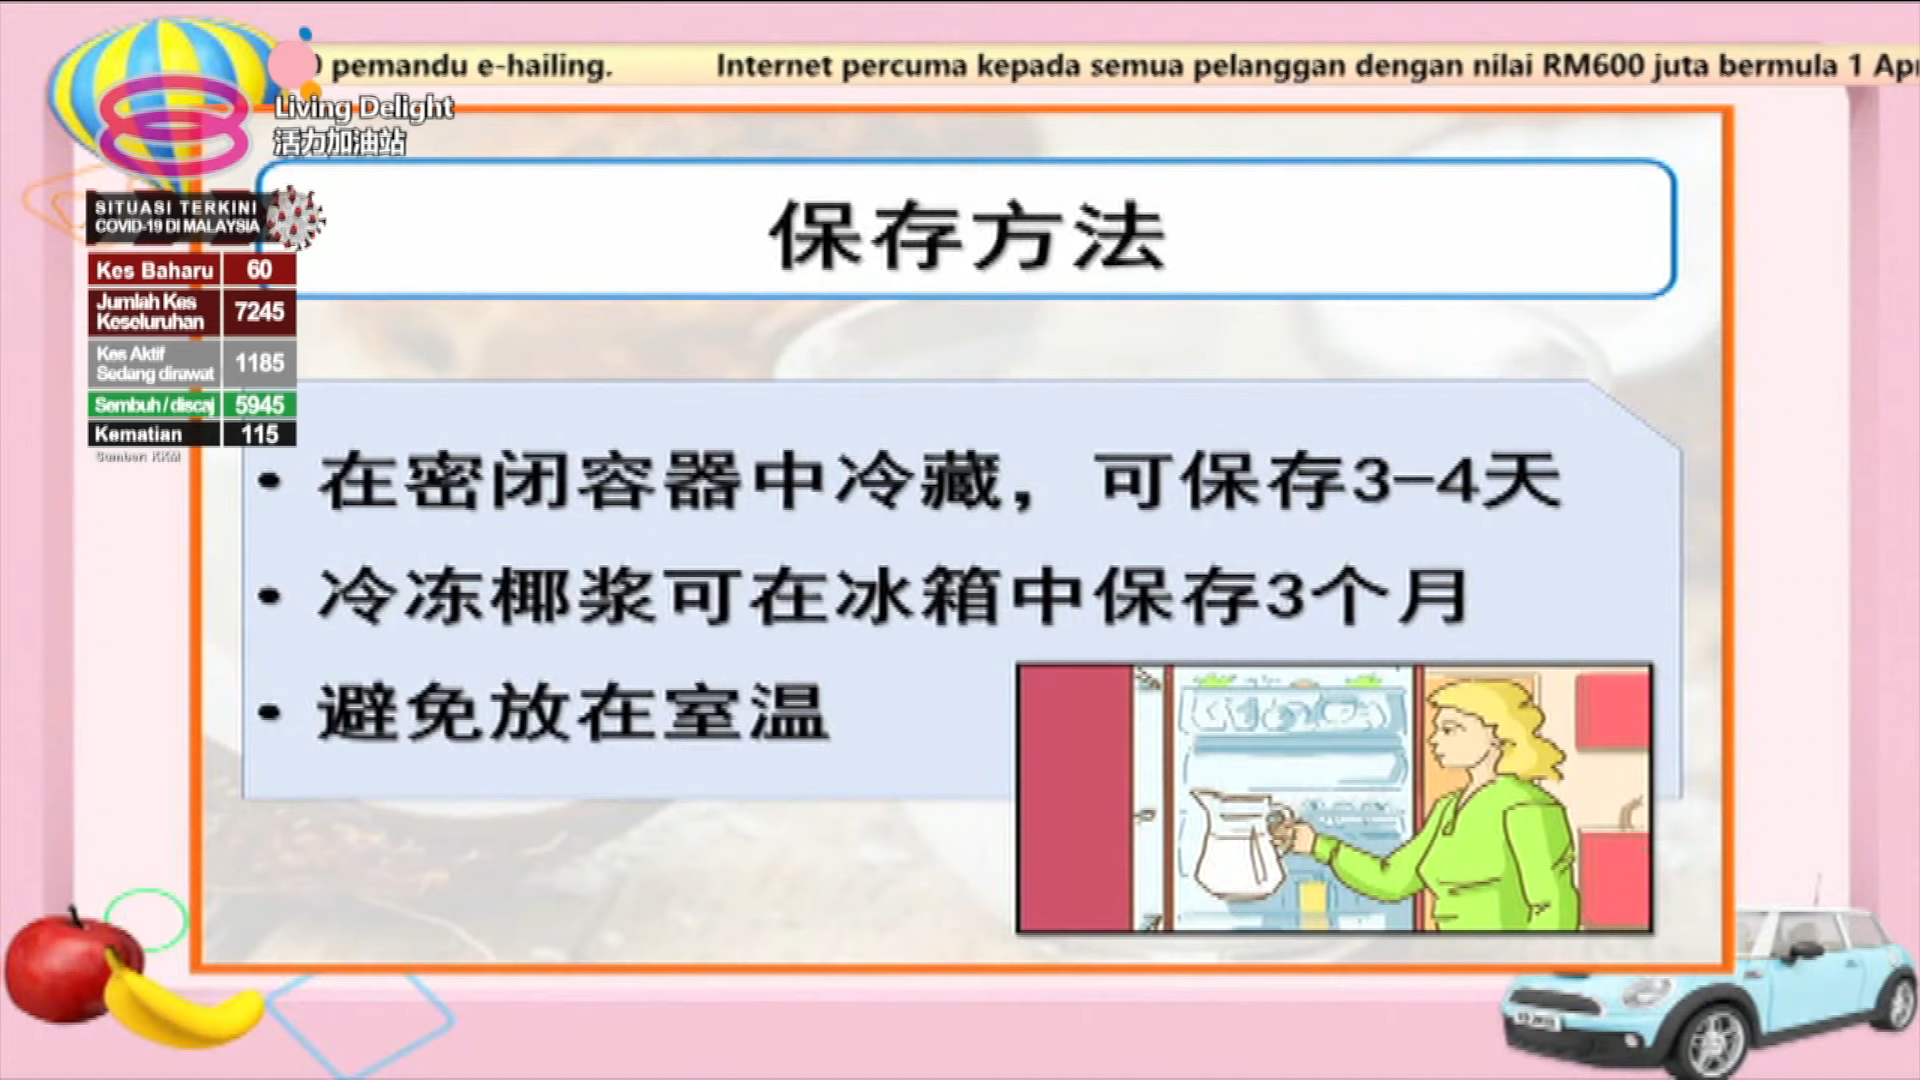 pemandu e-hailing. Internet percuma kepada semua pelanggan dengan nilai RM600 juta bermula 1
Living Delight
活力加油站
SITUASI TERKINI
COVID-19 DI MALAYSIA
Kes Baharu 60
Jumlah Kes
Keseluruhan 7245
Kes Aktif
Sedang dirawat 1185
Sembuh / discaj 5945
Kematian 115
Sumber: KKM
保存方法
• 在密闭容器中冷藏，可保存3-4天
• 冷冻椰浆可在冰箱中保存3个月
• 避免放在室温